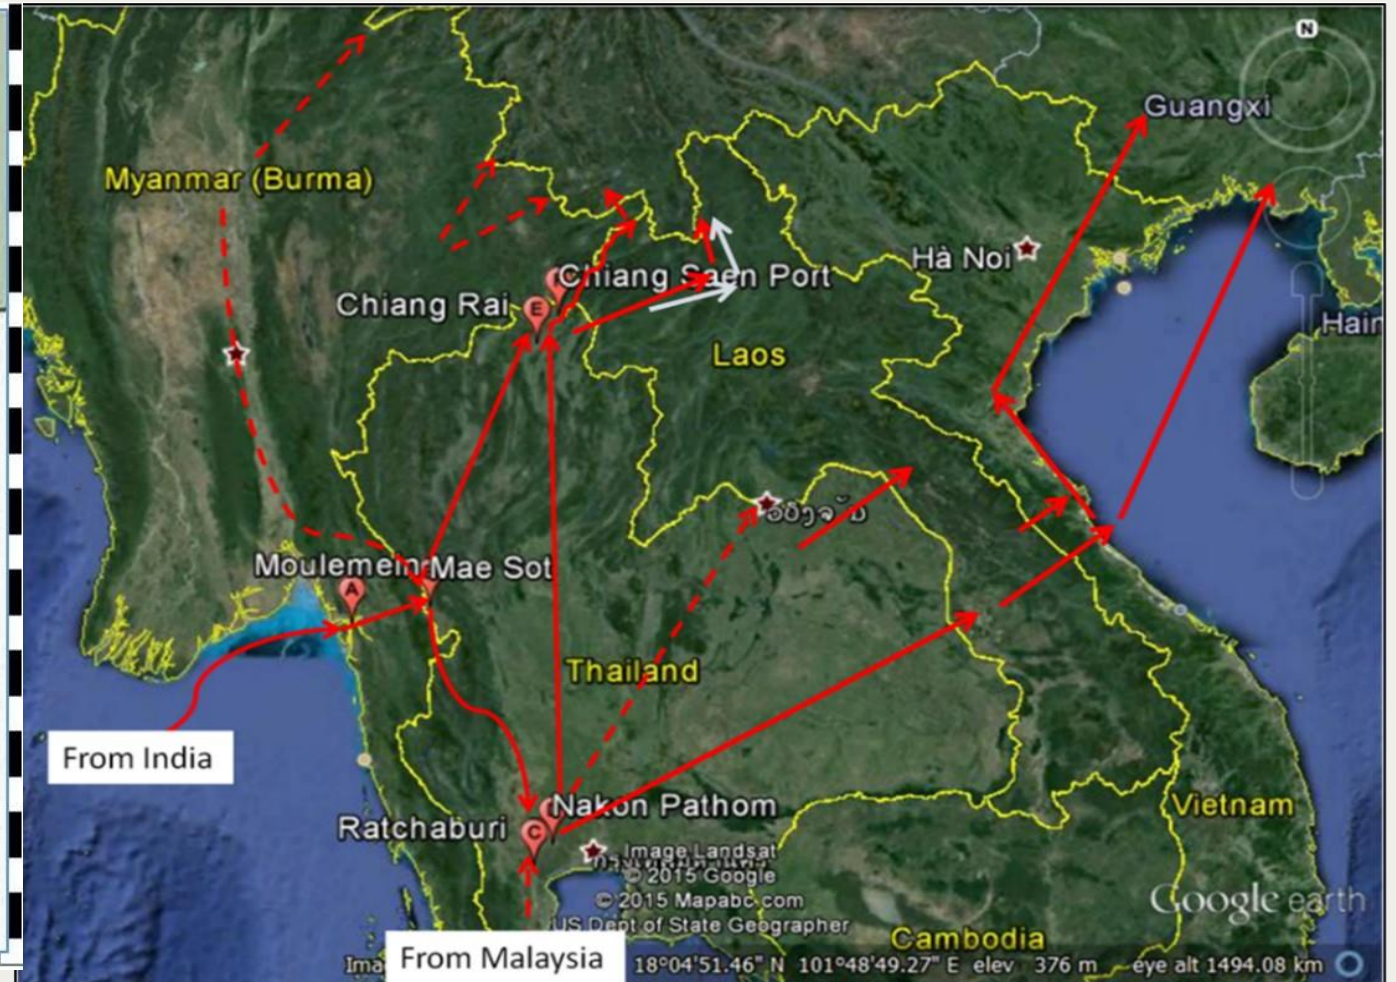 N
Guangxi
Myanmar (Burma)
Hà Noi
Chiang Saen Port
Chiang Rai
E
Hain
Laos
ວຽງຈັນ
Moulemein
Mae Sot
A
Thailand
From India
Nakon Pathom
Ratchaburi
C
Vietnam
Image Landsat
© 2015 Google
© 2015 Mapabc.com
US Dept of State Geographer
Google earth
Cambodia
From Malaysia
Ima
18°04'51.46" N 101°48'49.27" E elev 376 m eye alt 1494.08 km